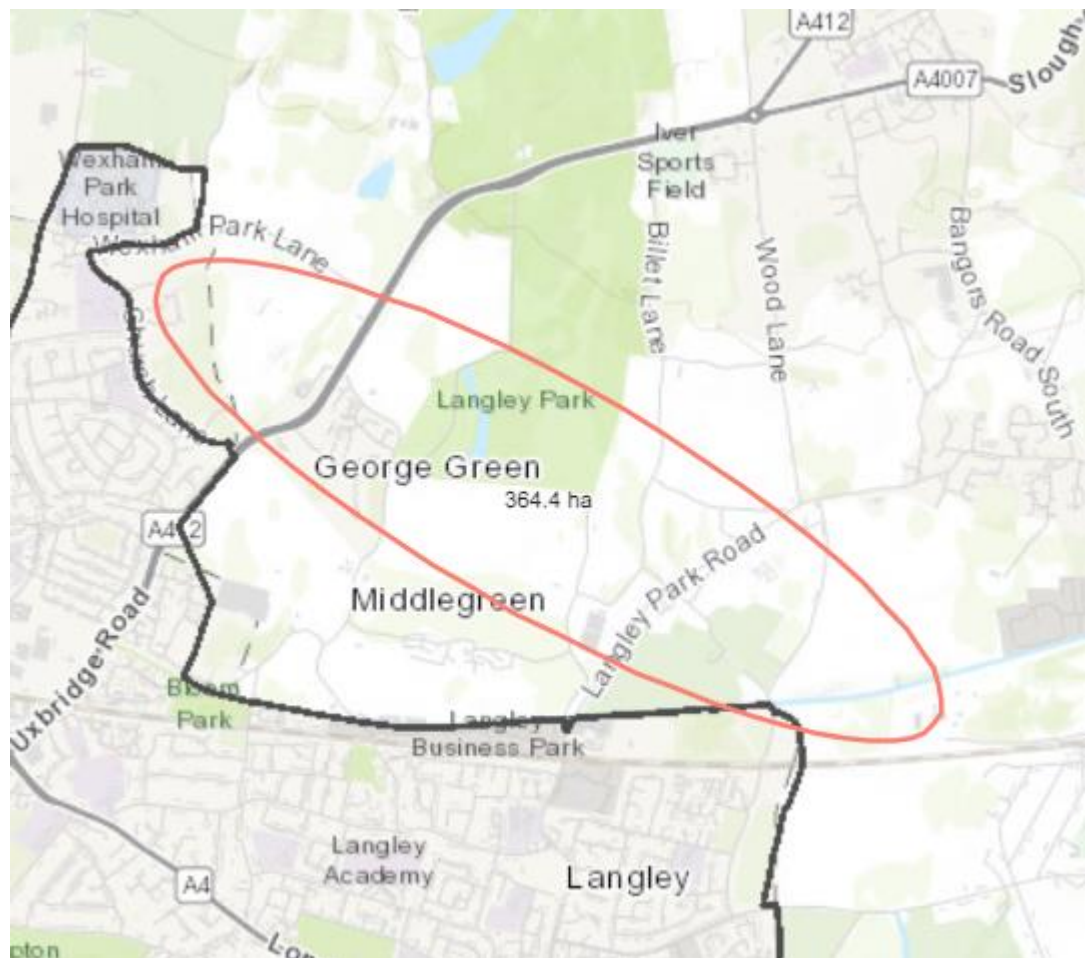 A412
A4007
Slough
Iver
Sports
Field
Wexham
Park
Hospital
Wexham Park Lane
Billet Lane
Wood Lane
Bangors Road South
Langley Park
George Green
364.4 ha
A412
Langley Park Road
Middlegreen
Uxbridge Road
Bloom
Park
Langley
Business Park
Langley
Academy
Langley
A4